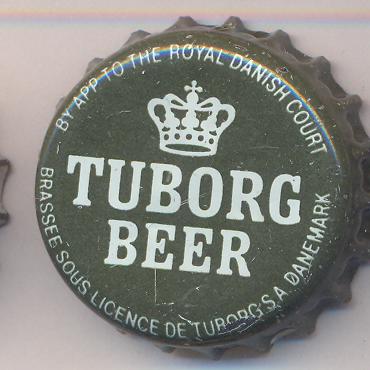 BY APP TO THE ROYAL DANISH COURT
TUBORG
BEER
BRASSEE SOUS LICENCE DE TUBORG S.A DANEMARK